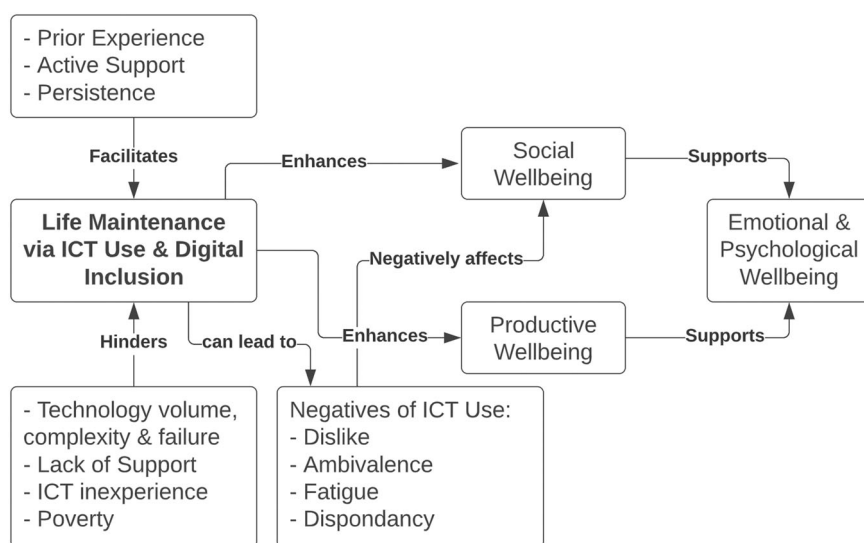 - Prior Experience
- Active Support
- Persistence
Facilitates
Enhances
Social
Wellbeing
Supports
Life Maintenance
via ICT Use & Digital
Inclusion
Emotional &
Psychological
Wellbeing
Negatively affects
Hinders
can lead to
Enhances
Productive
Wellbeing
Supports
- Technology volume,
complexity & failure
- Lack of Support
- ICT inexperience
- Poverty
Negatives of ICT Use:
- Dislike
- Ambivalence
- Fatigue
- Dispondancy